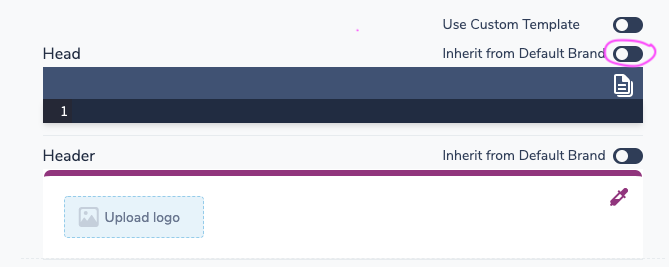 Use Custom Template
Head Inherit from Default Brand
1
Header Inherit from Default Brand
Upload logo